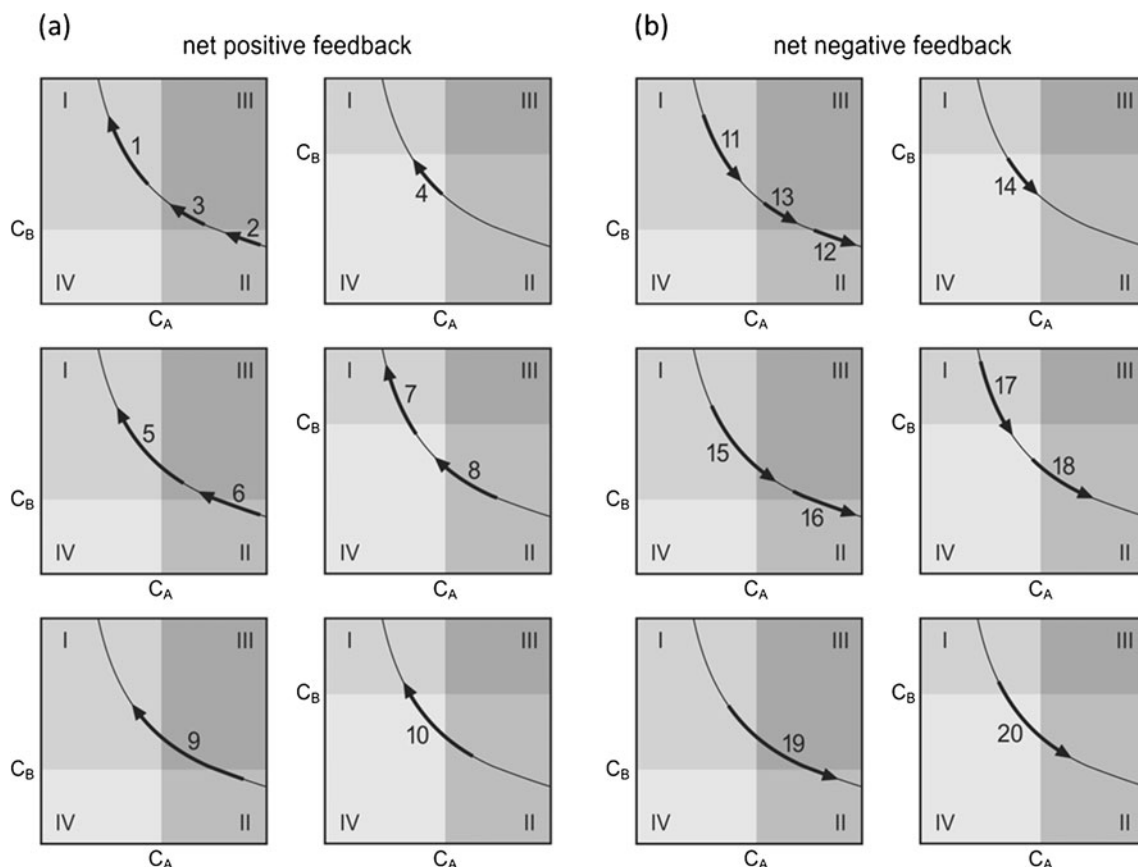 (a)
net positive feedback
(b)
net negative feedback
I
III
1
3
2
C_B
IV
II
C_A
C_B
4
C_A
I
III
11
13
12
C_B
IV
II
C_A
C_B
14
C_A
I
III
5
6
C_B
IV
II
C_A
I
III
7
8
C_B
IV
II
C_A
I
III
15
16
C_B
IV
II
C_A
I
III
17
18
C_B
IV
II
C_A
I
III
9
C_B
IV
II
C_A
I
III
10
C_B
IV
II
C_A
I
III
19
C_B
IV
II
C_A
I
III
20
C_B
IV
II
C_A
I
III
IV
II
I
III
IV
II